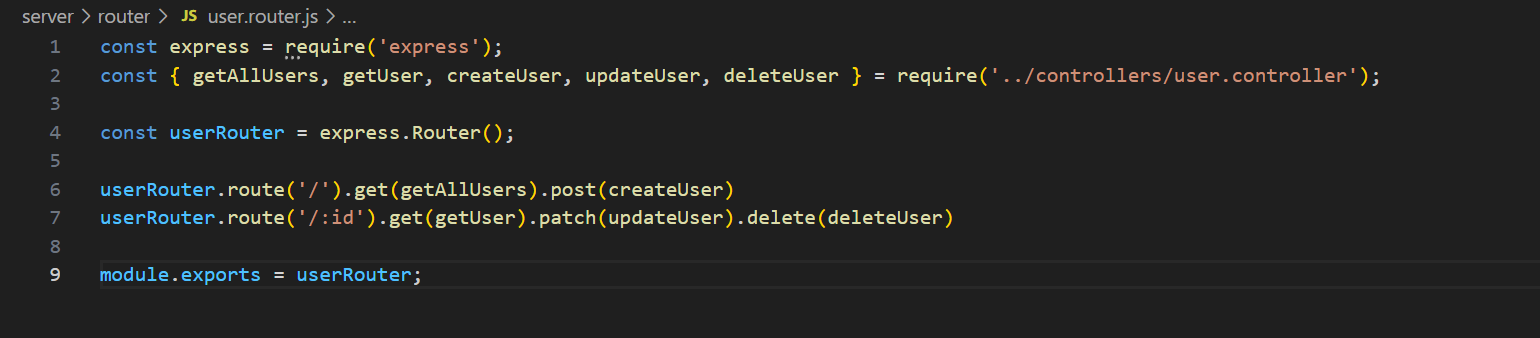 server > router > JS user.router.js > ...
1 const express = require('express');
2 const { getAllUsers, getUser, createUser, updateUser, deleteUser } = require('../controllers/user.controller');
3
4 const userRouter = express.Router();
5
6 userRouter.route('/').get(getAllUsers).post(createUser)
7 userRouter.route('/:id').get(getUser).patch(updateUser).delete(deleteUser)
8
9 module.exports = userRouter;